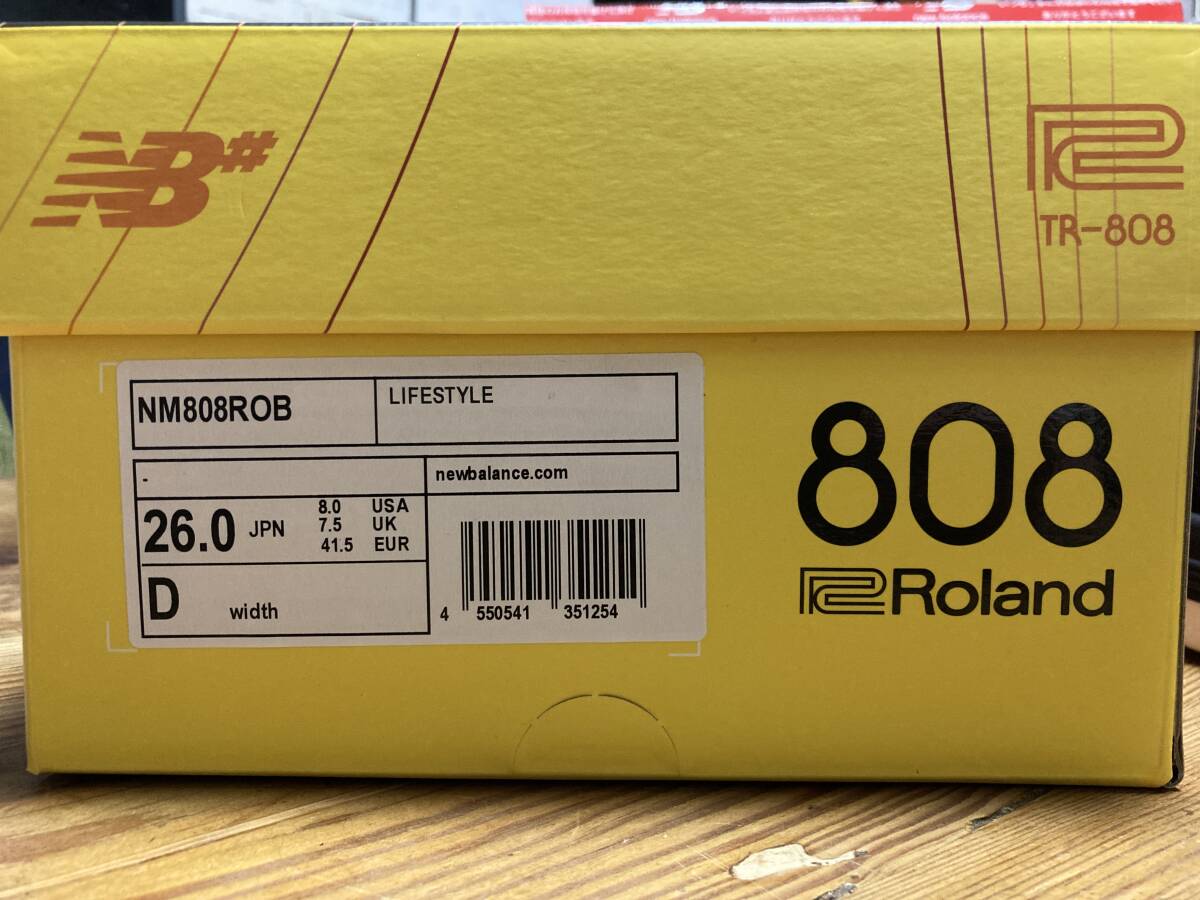 NB#
TR-808
NM808ROB
LIFESTYLE
-
newbalance.com
26.0 JPN
8.0 USA
7.5 UK
41.5 EUR
D width
4 550541 351254
808
Roland